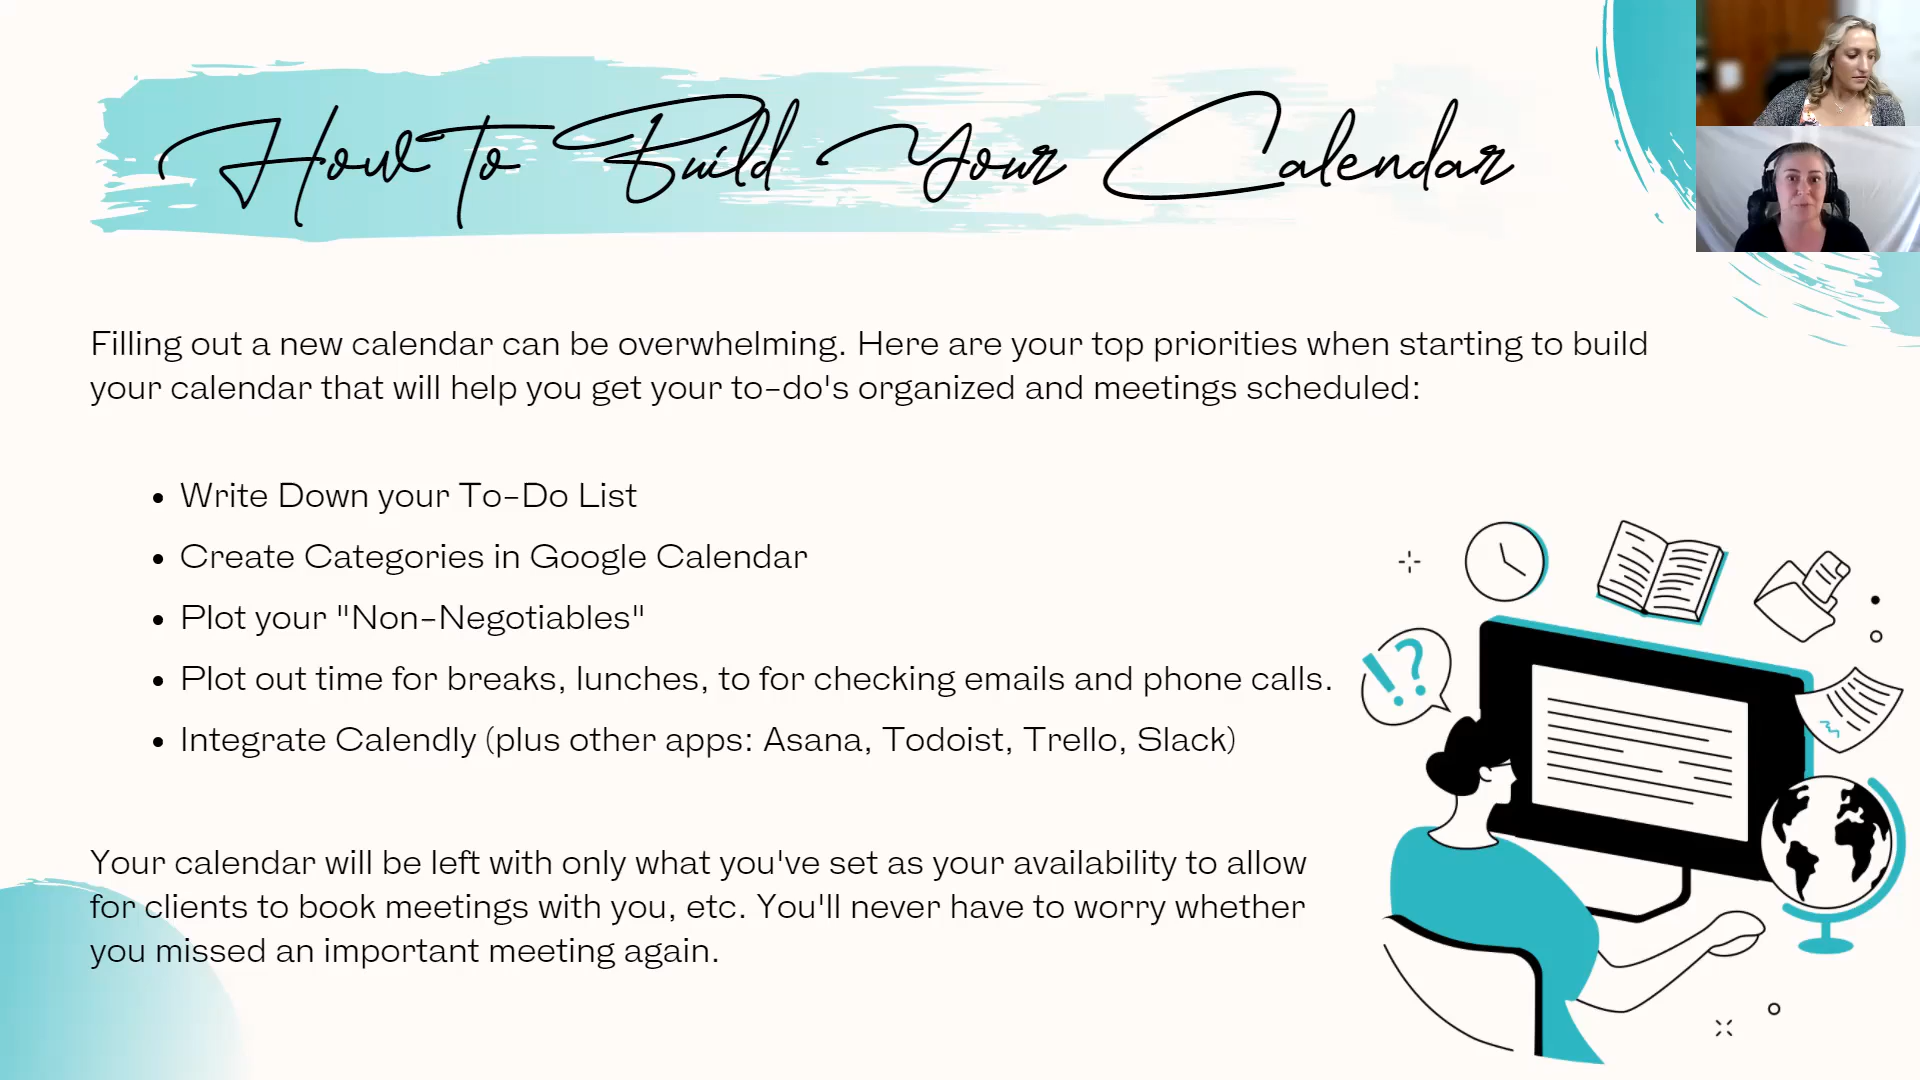 How To Build Your Calendar
Filling out a new calendar can be overwhelming. Here are your top priorities when starting to build
your calendar that will help you get your to-do's organized and meetings scheduled:
• Write Down your To-Do List
• Create Categories in Google Calendar
• Plot your "Non-Negotiables"
• Plot out time for breaks, lunches, to for checking emails and phone calls.
• Integrate Calendly (plus other apps: Asana, Todoist, Trello, Slack)
!?
Your calendar will be left with only what you've set as your availability to allow
for clients to book meetings with you, etc. You'll never have to worry whether
you missed an important meeting again.